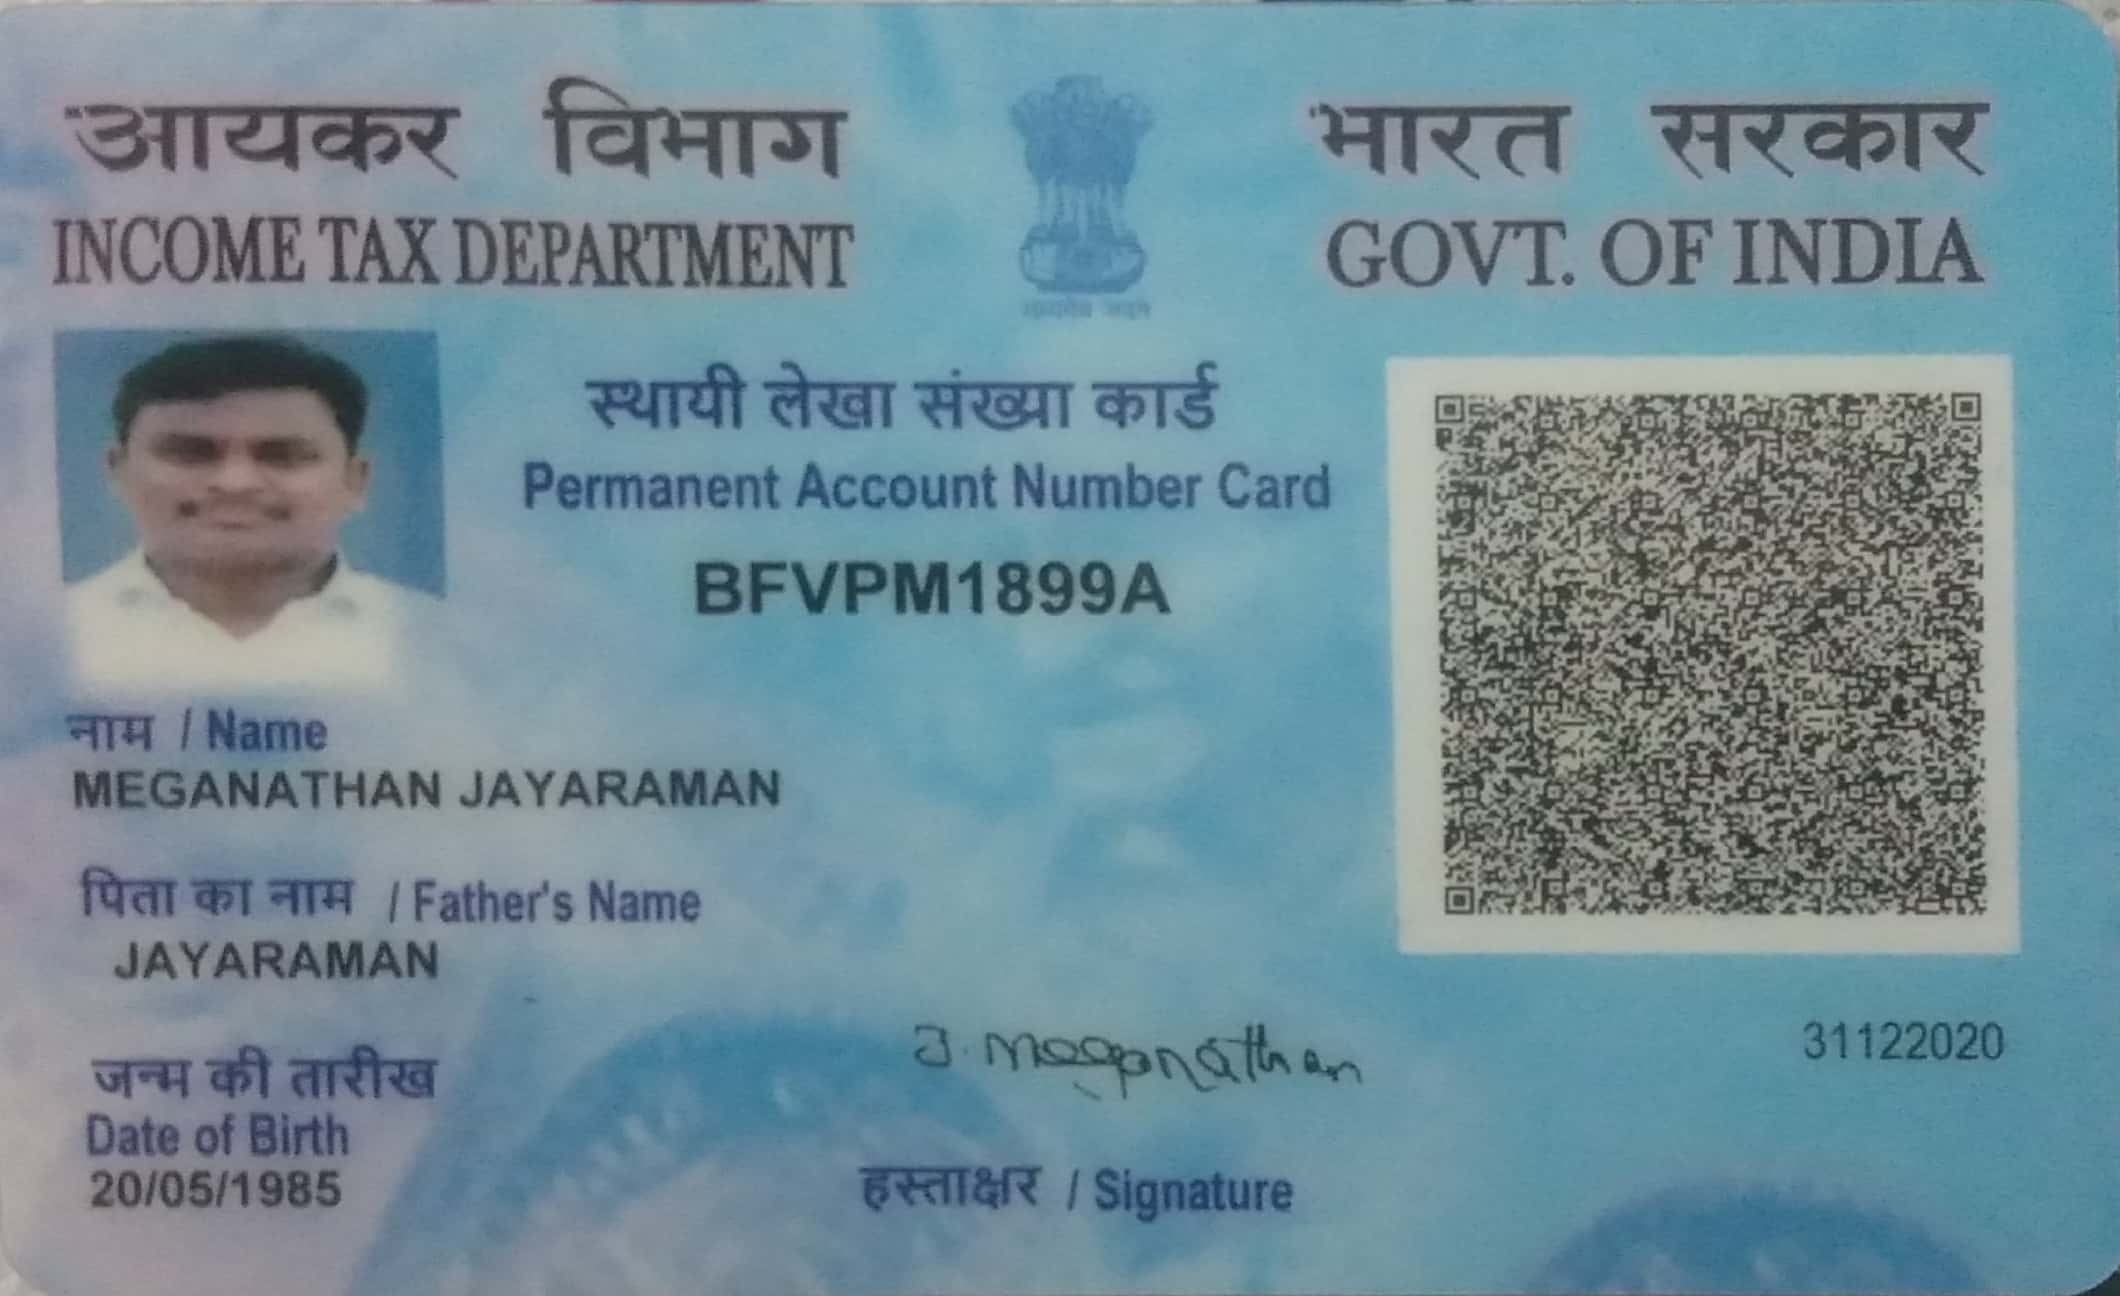 आयकर विभाग
INCOME TAX DEPARTMENT
भारत सरकार
GOVT. OF INDIA
स्थायी लेखा संख्या कार्ड
Permanent Account Number Card
BFVPM1899A
नाम / Name
MEGANATHAN JAYARAMAN
पिता का नाम / Father's Name
JAYARAMAN
जन्म की तारीख
Date of Birth
20/05/1985
J. Meganathan
हस्ताक्षर / Signature
31122020